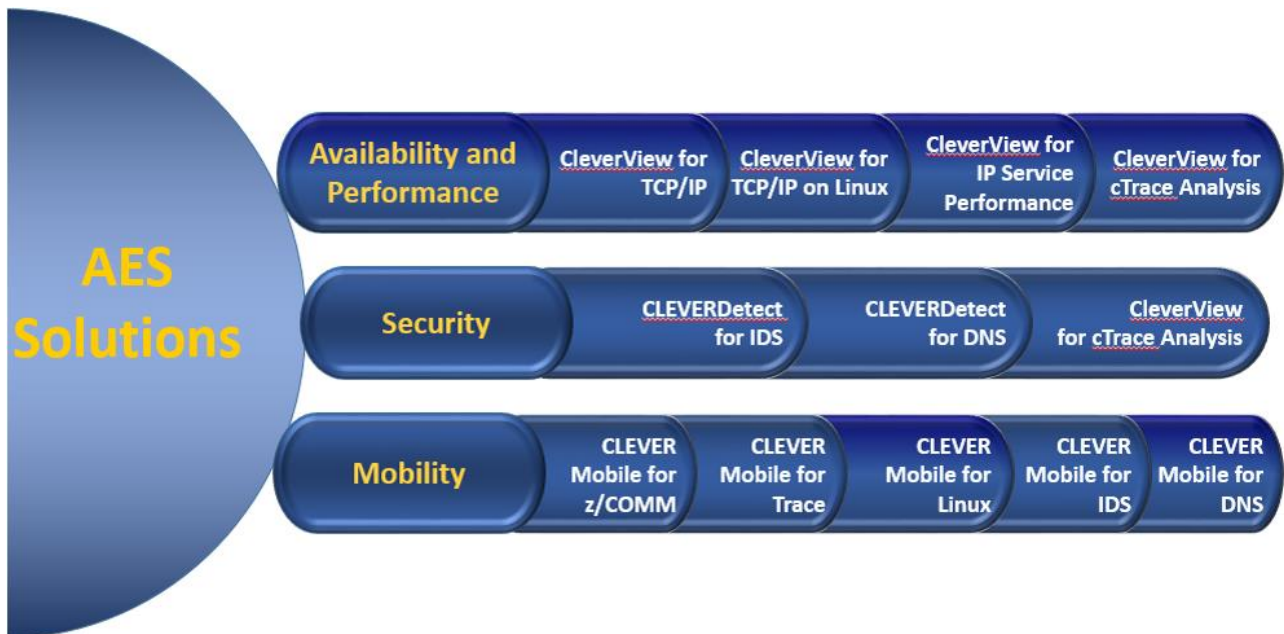 AES
Solutions
Availability and
Performance
CleverView for
TCP/IP
CleverView for
TCP/IP on Linux
CleverView for
IP Service
Performance
CleverView for
cTrace Analysis
Security
CLEVERDetect
for IDS
CLEVERDetect
for DNS
CleverView
for cTrace Analysis
Mobility
CLEVER
Mobile for
z/COMM
CLEVER
Mobile for
Trace
CLEVER
Mobile for
Linux
CLEVER
Mobile for
IDS
CLEVER
Mobile for
DNS